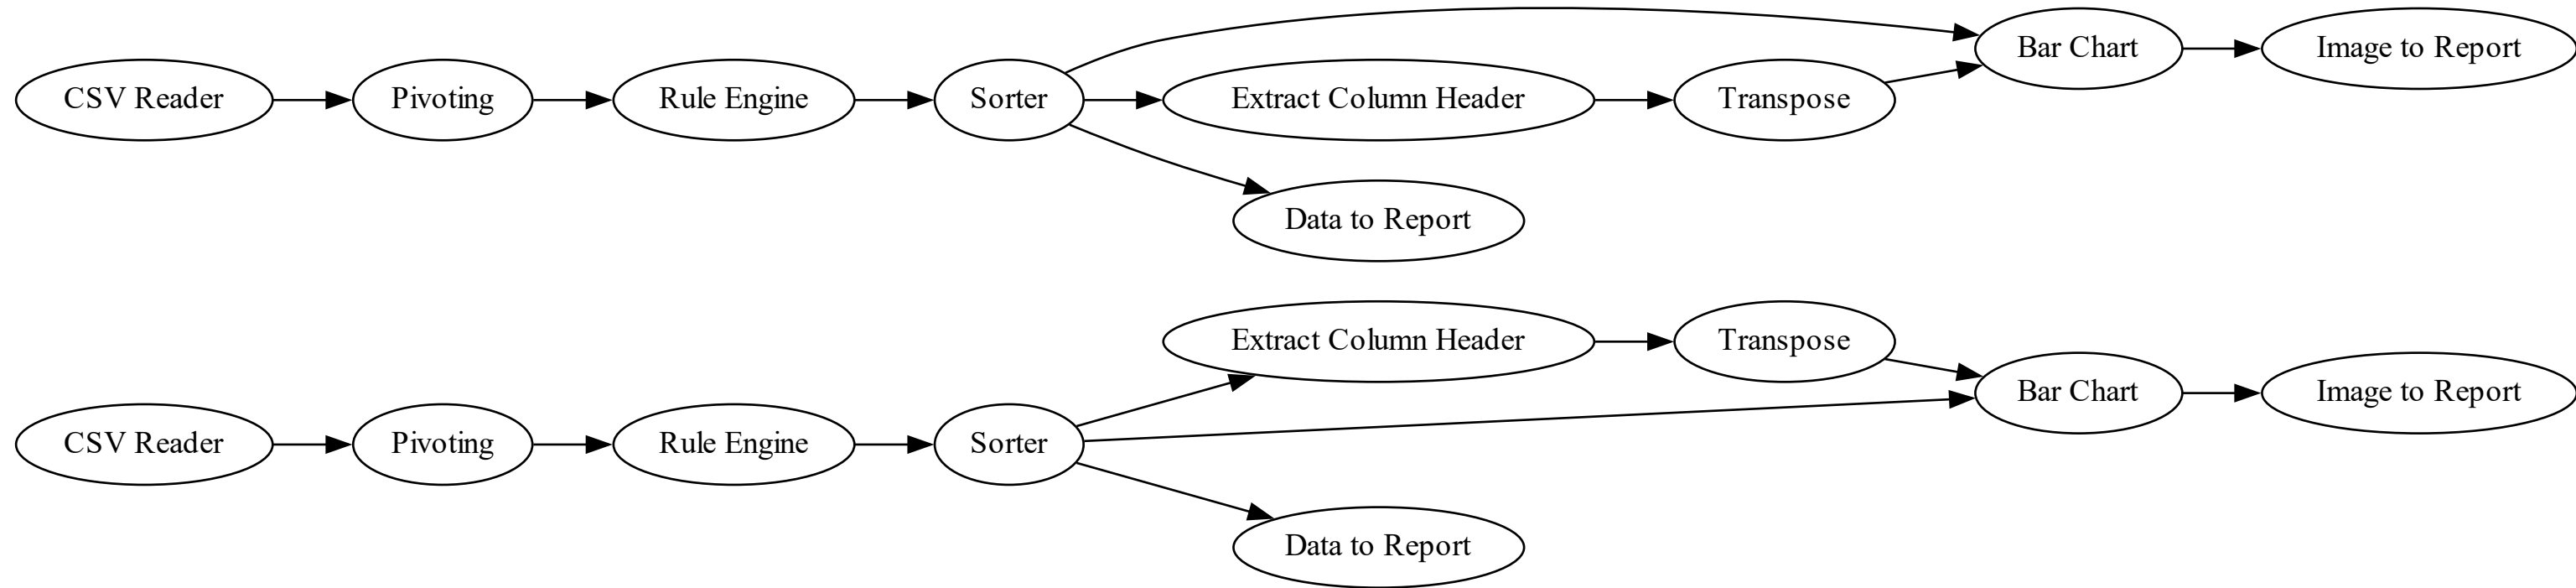 CSV Reader
Pivoting
Rule Engine
Sorter
Extract Column Header
Transpose
Bar Chart
Image to Report
Data to Report
CSV Reader
Pivoting
Rule Engine
Sorter
Extract Column Header
Transpose
Bar Chart
Image to Report
Data to Report